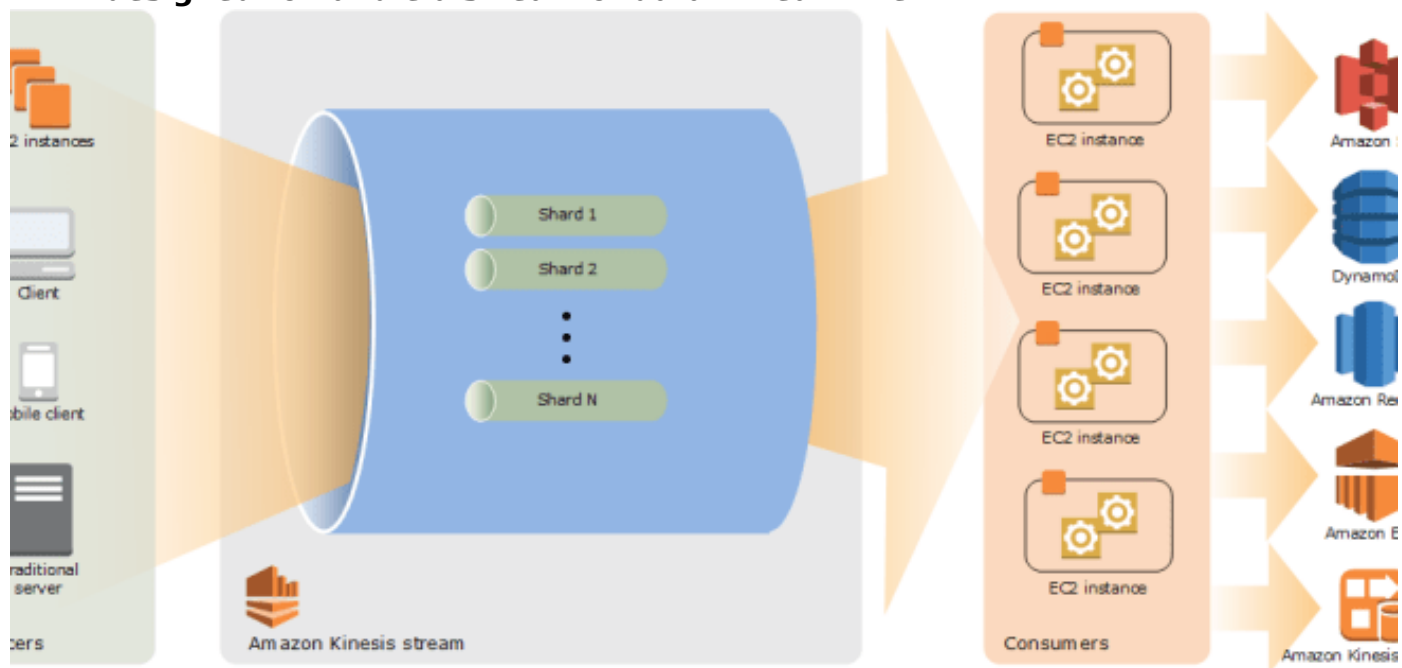 2 instances
Client
bile client
raditional
server
cers
Shard 1
Shard 2
Shard N
Amazon Kinesis stream
EC2 instance
EC2 instance
EC2 instance
EC2 instance
Consumers
Amazon
Dynamo
Amazon Re
Amazon E
Amazon Kinesis